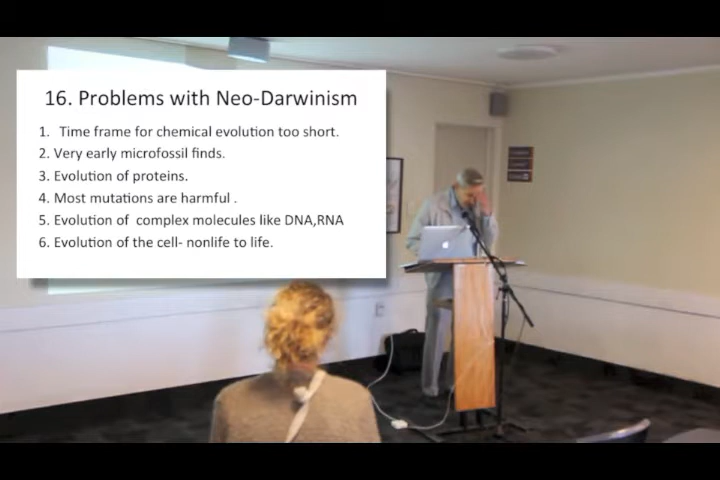 16. Problems with Neo-Darwinism
1. Time frame for chemical evolution too short.
2. Very early microfossil finds.
3. Evolution of proteins.
4. Most mutations are harmful .
5. Evolution of  complex molecules like DNA,RNA
6. Evolution of the cell- nonlife to life.